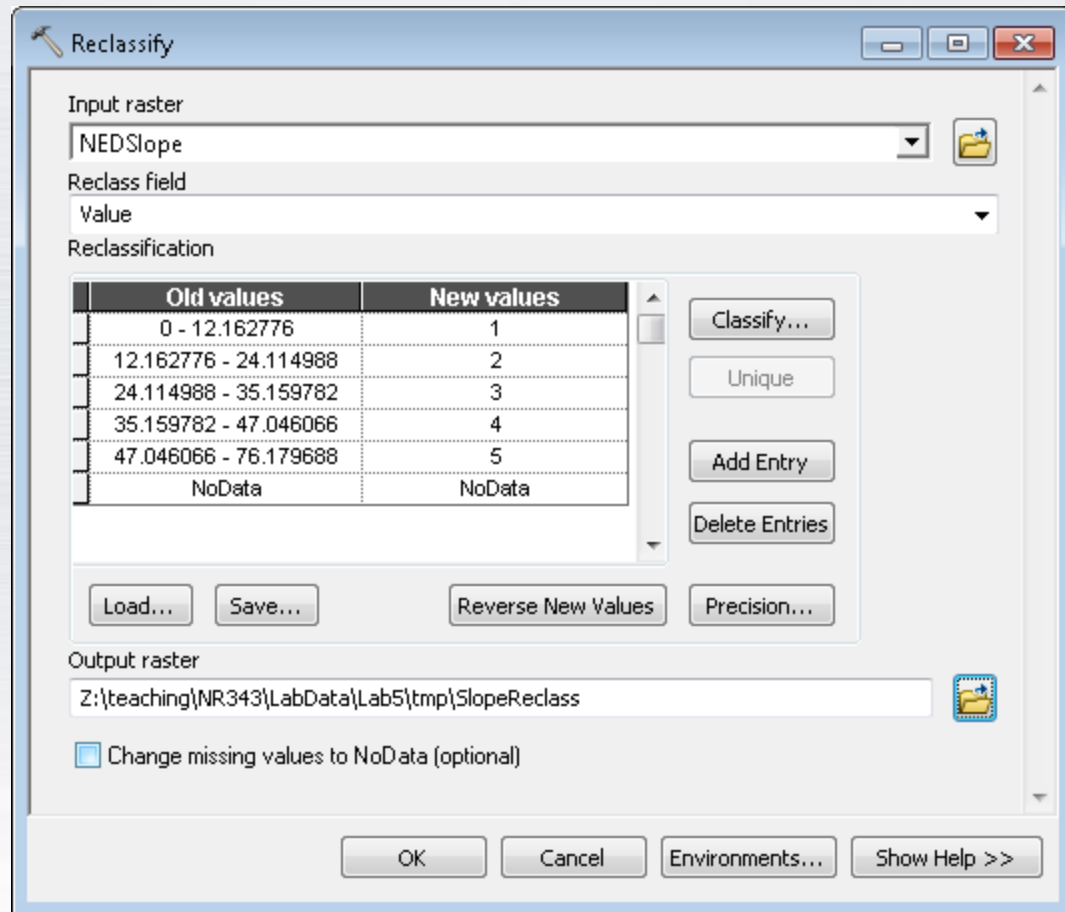 Reclassify
Input raster
NEDSlope
Reclass field
Value
Reclassification
Old values New values
0 - 12.162776 1
12.162776 - 24.114988 2
24.114988 - 35.159782 3
35.159782 - 47.046066 4
47.046066 - 76.179688 5
NoData NoData
Classify...
Unique
Add Entry
Delete Entries
Load... Save... Reverse New Values Precision...
Output raster
Z:\teaching\NR343\LabData\Lab5\tmp\SlopeReclass
Change missing values to NoData (optional)
OK Cancel Environments... Show Help >>